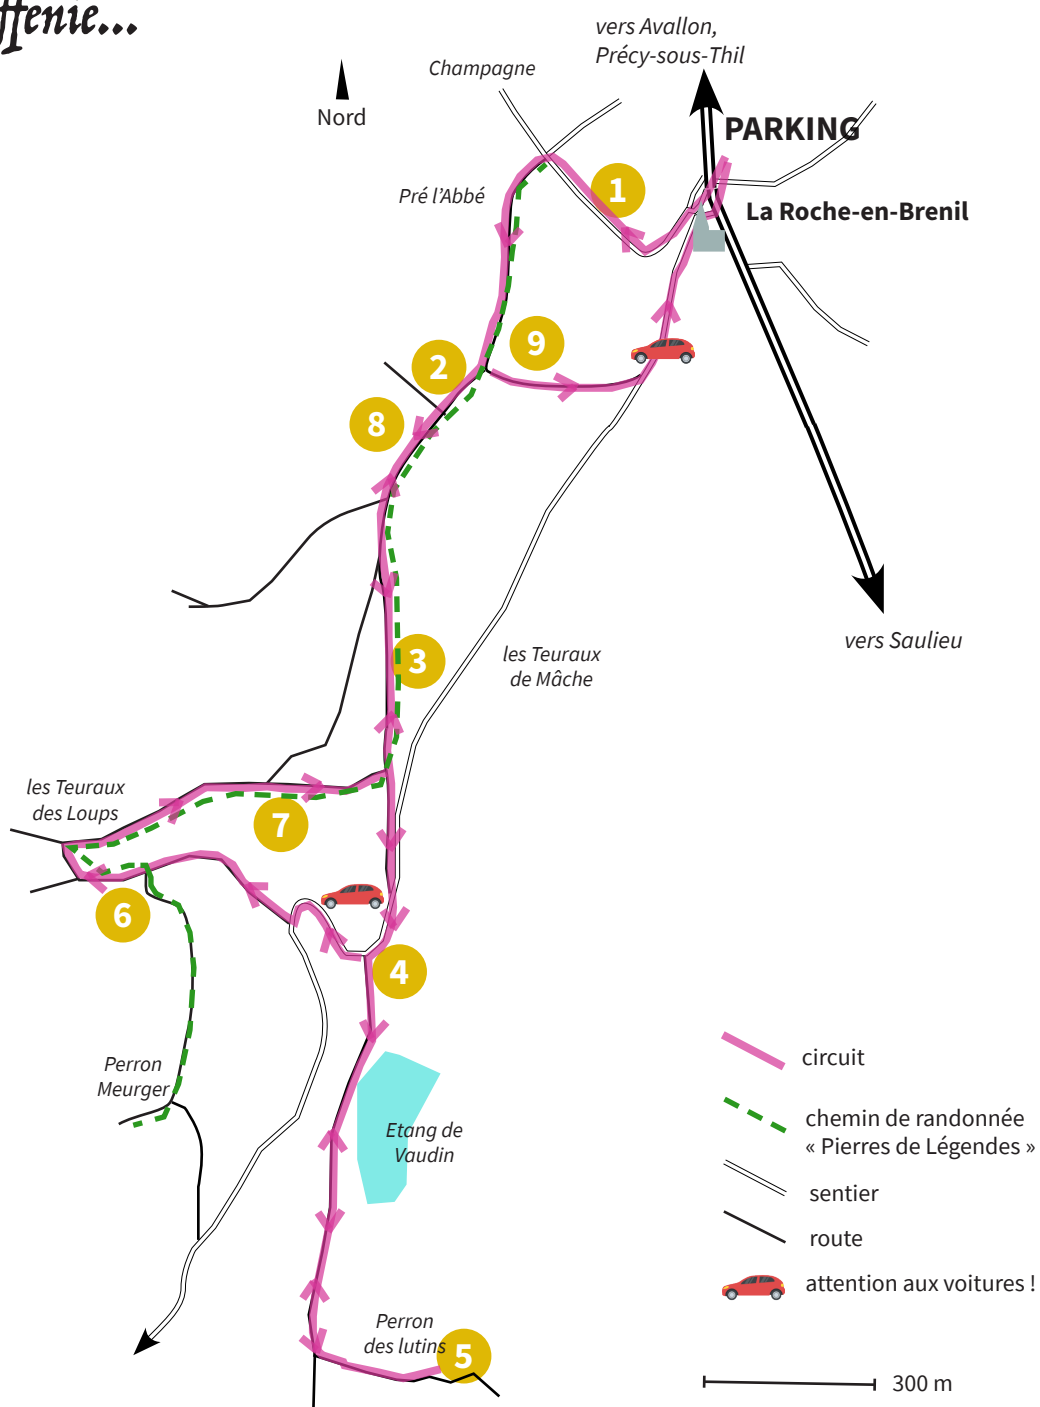 vers Avallon,
Précy-sous-Thil
Champagne
Nord
PARKING
1
Pré l'Abbé
La Roche-en-Brenil
9
2
8
vers Saulieu
les Teuraux
de Mâche
3
les Teuraux
des Loups
7
6
4
Perron
Meurger
circuit
chemin de randonnée
« Pierres de Légendes »
Etang de
Vaudin
sentier
route
attention aux voitures !
Perron
des lutins
5
300 m